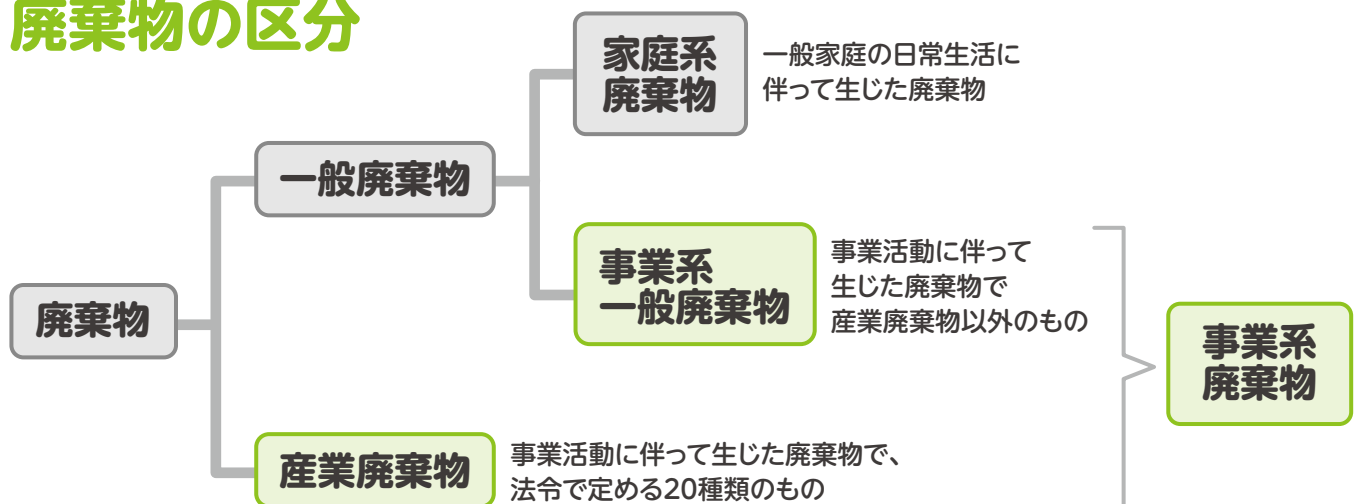 廃棄物の区分
家庭系
廃棄物
一般家庭の日常生活に
伴って生じた廃棄物
一般廃棄物
事業系
一般廃棄物
事業活動に伴って
生じた廃棄物で
産業廃棄物以外のもの
廃棄物
事業系
廃棄物
産業廃棄物
事業活動に伴って生じた廃棄物で、
法令で定める20種類のもの